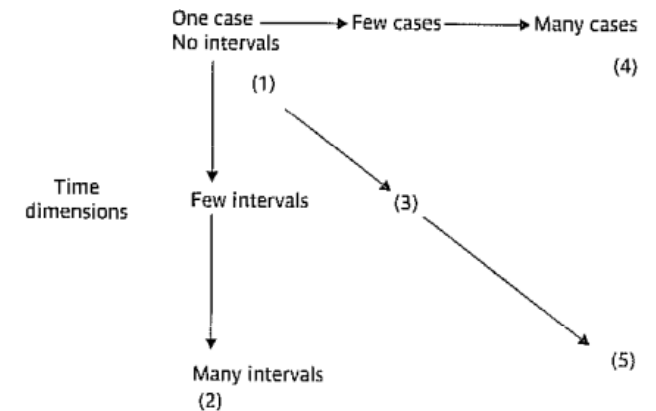 One case
Few cases
Many cases
No intervals
(4)
(1)
Time
dimensions
Few intervals
(3)
(5)
Many intervals
(2)